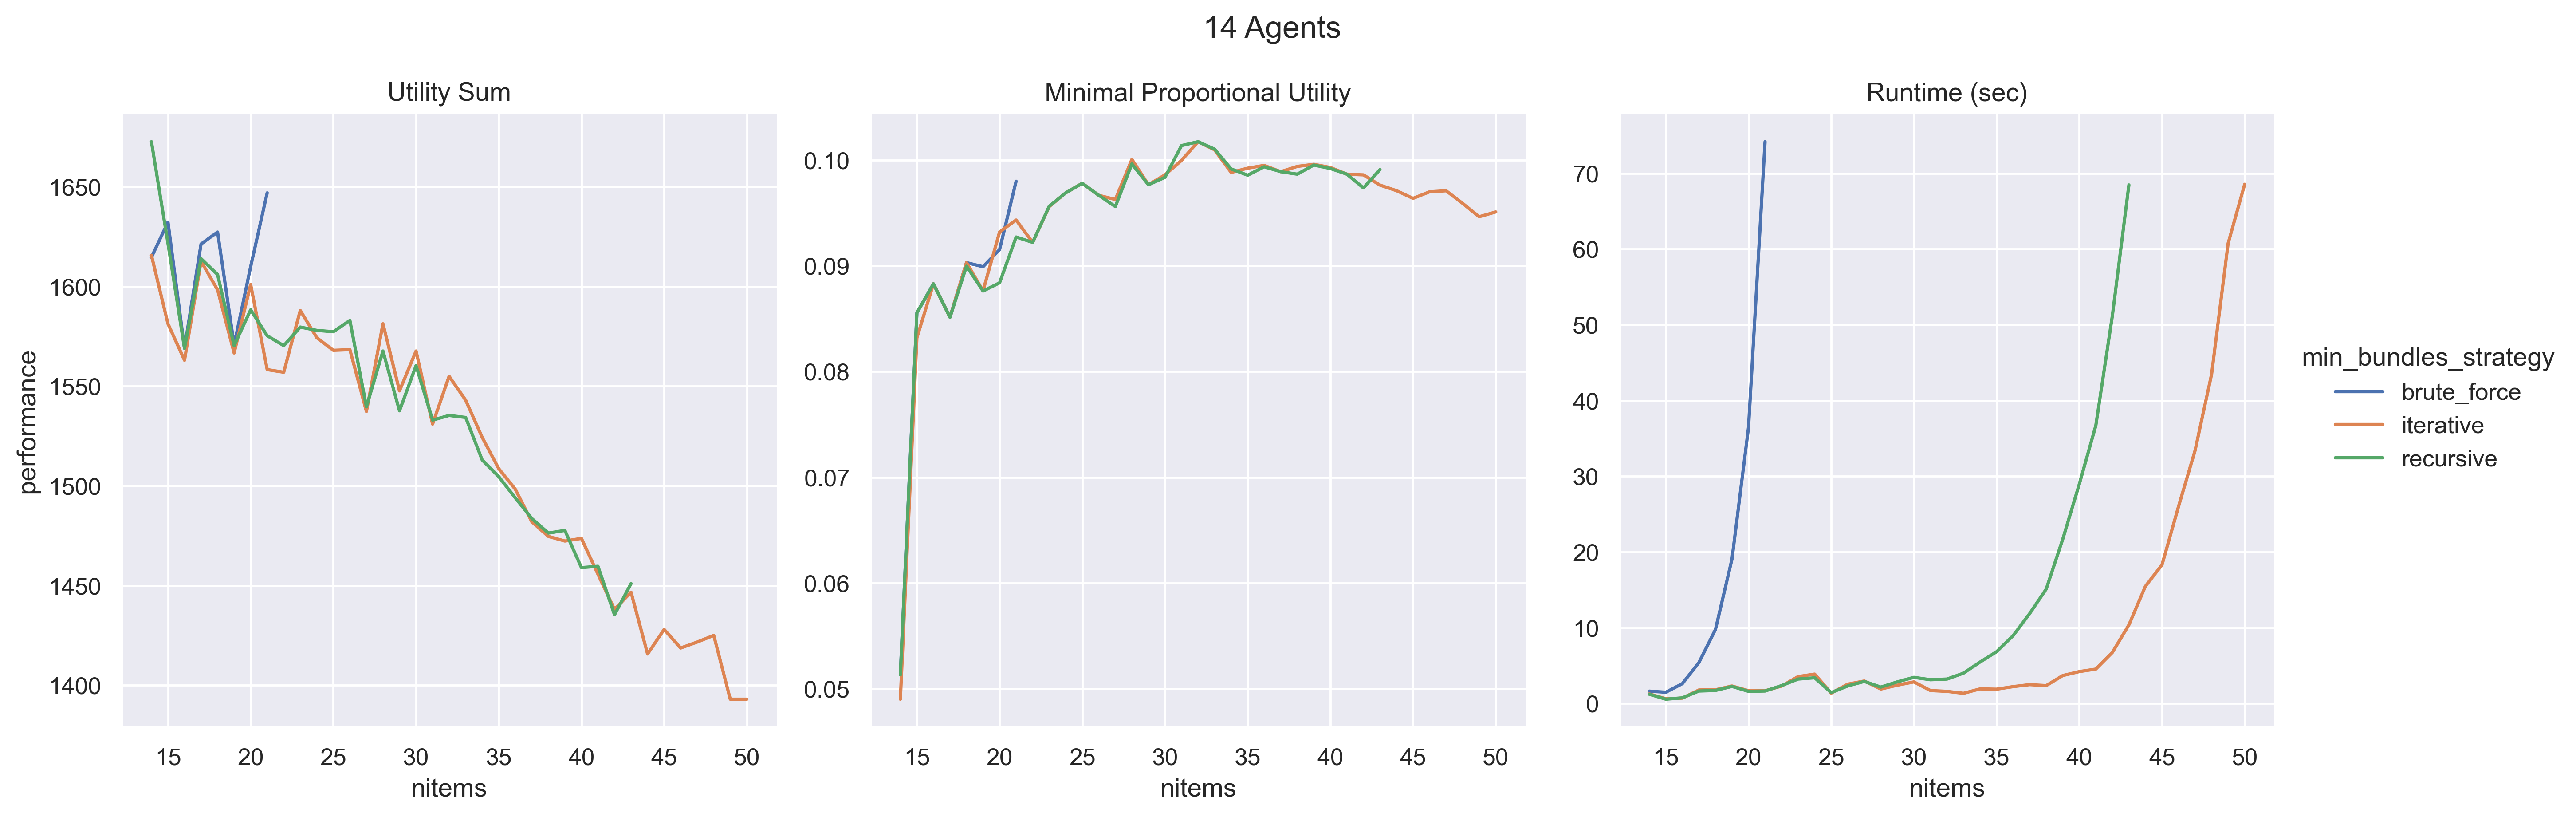 14 Agents
Utility Sum
performance
1650
1600
1550
1500
1450
1400
15 20 25 30 35 40 45 50
nitems
Minimal Proportional Utility
0.10
0.09
0.08
0.07
0.06
0.05
15 20 25 30 35 40 45 50
nitems
Runtime (sec)
70
60
50
40
30
20
10
0
15 20 25 30 35 40 45 50
nitems
min_bundles_strategy
brute_force
iterative
recursive